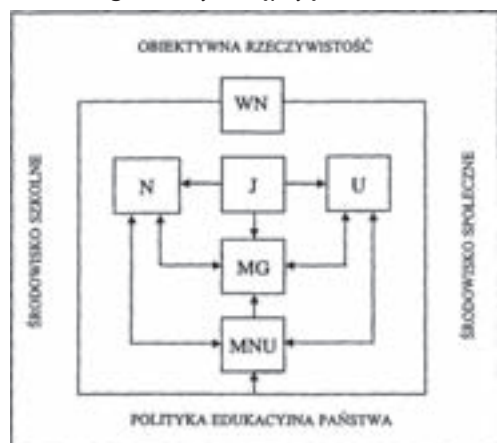 OBIEKTYWNA RZECZYWISTOŚĆ
WN
ŚRODOWISKO SZKOLNE
ŚRODOWISKO SPOŁECZNE
N
J
U
MG
MNU
POLITYKA EDUKACYJNA PAŃSTWA